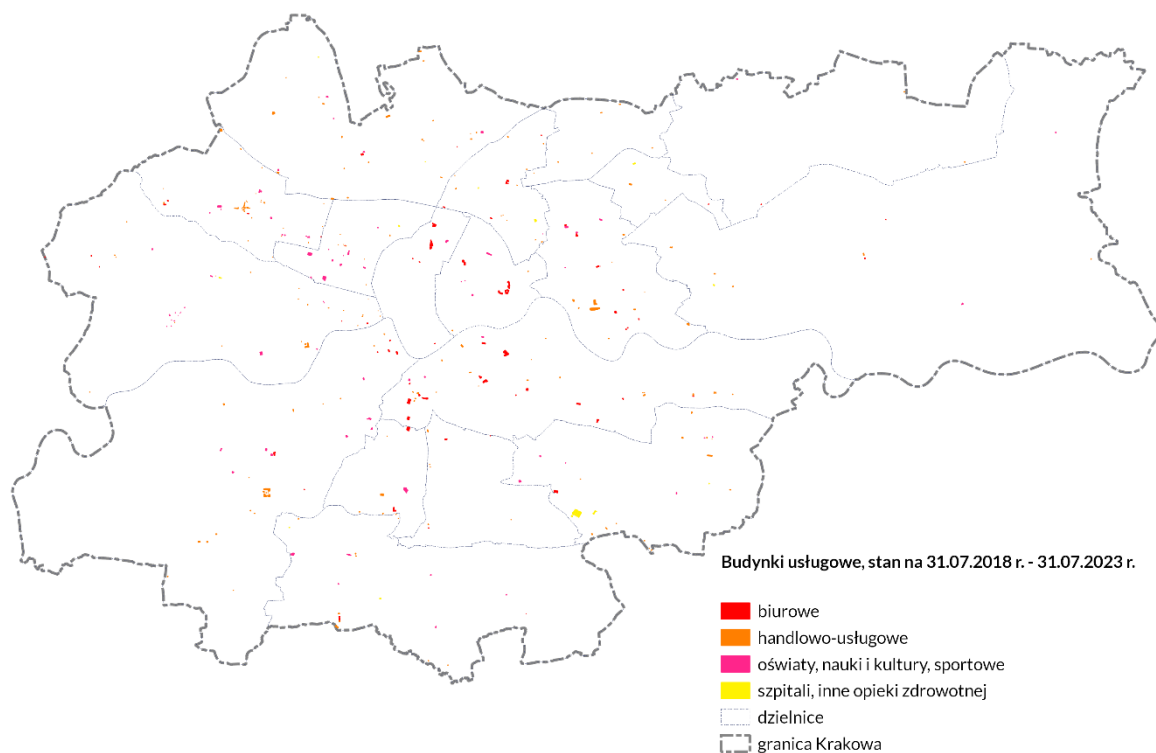 Budynki usługowe, stan na 31.07.2018 r. - 31.07.2023 r.
biurowe
handlowo-usługowe
oświaty, nauki i kultury, sportowe
szpitali, inne opieki zdrowotnej
dzielnice
granica Krakowa